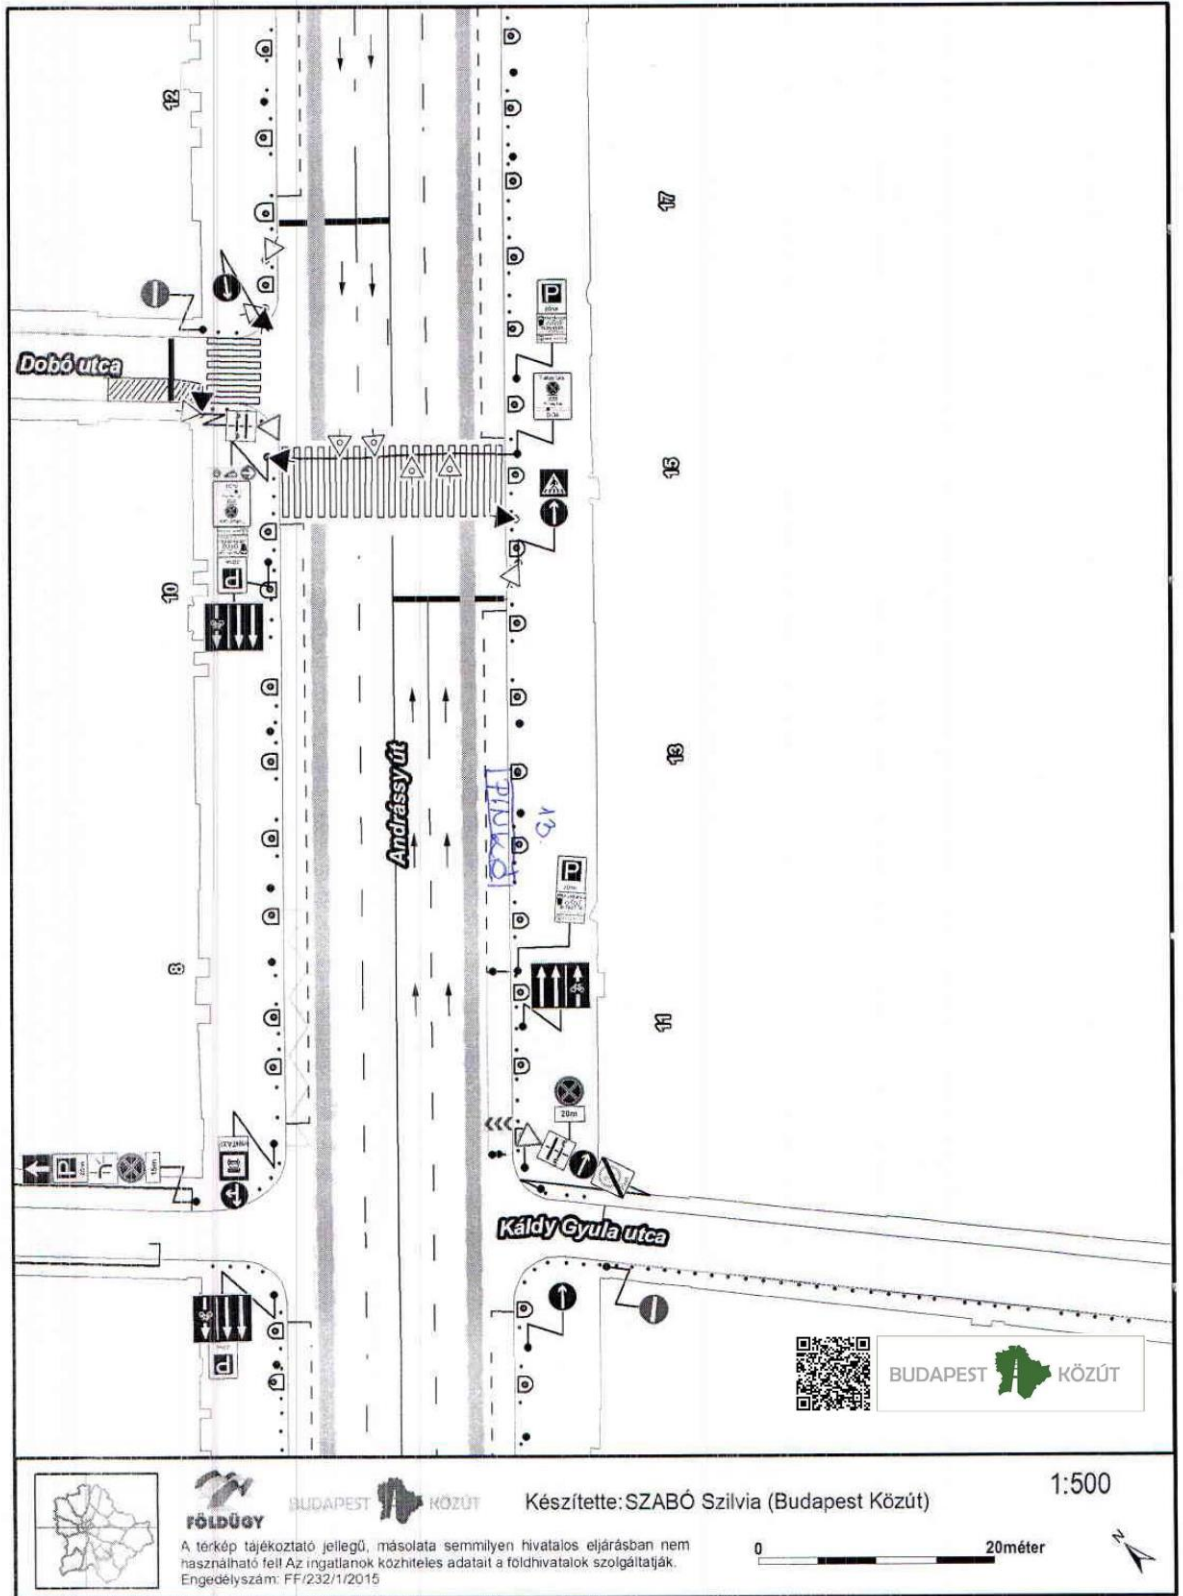 12
17
Dobó utca
P
15
10
P
Andrássy út
13
PINKÓ
13.
P
8
11
20m
P
15m
Káldy Gyula utca
P
BUDAPEST KÖZÚT
FÖLDÜGY
BUDAPEST KÖZÚT
Készítette: SZABÓ Szilvia (Budapest Közút)
1:500
A térkép tájékoztató jellegű, másolata semmilyen hivatalos eljárásban nem
használható fel! Az ingatlanok közhiteles adatait a földhivatalok szolgáltatják.
Engedélyszám: FF/232/1/2015
0
20méter
N